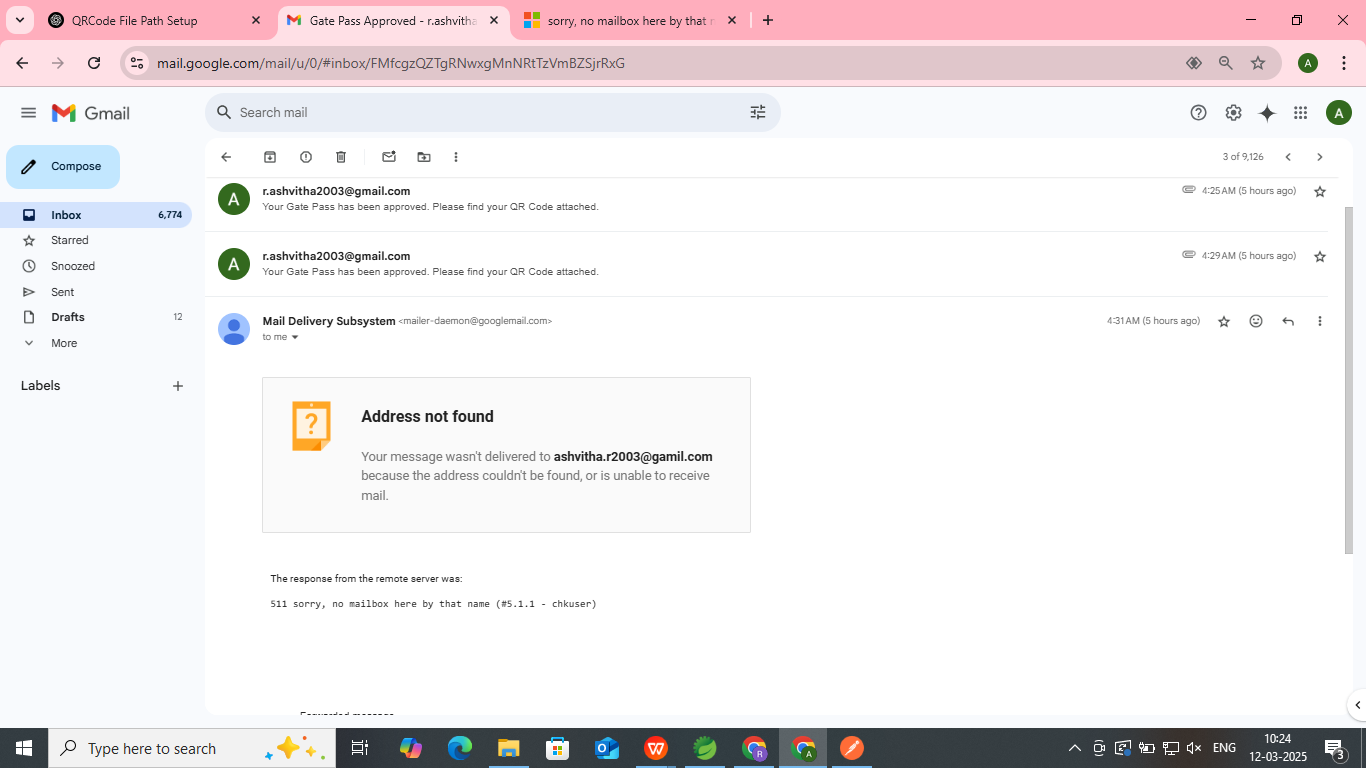 QRCode File Path Setup
Gate Pass Approved - r.ashvitha
sorry, no mailbox here by that
mail.google.com/mail/u/0/#inbox/FMfcgzQZTgRNwxgMnNRtTzVmBZSjrRxG
A
Gmail
Search mail
A
Compose
3 of 9,126
Inbox 6,774
Starred
Snoozed
Sent
Drafts 12
More
Labels
A
r.ashvitha2003@gmail.com 4:25 AM (5 hours ago)
Your Gate Pass has been approved. Please find your QR Code attached.
A
r.ashvitha2003@gmail.com 4:29 AM (5 hours ago)
Your Gate Pass has been approved. Please find your QR Code attached.
Mail Delivery Subsystem <mailer-daemon@googlemail.com> 4:31 AM (5 hours ago)
to me
?
Address not found
Your message wasn't delivered to ashvitha.r2003@gamil.com
because the address couldn't be found, or is unable to receive
mail.
The response from the remote server was:
511 sorry, no mailbox here by that name (#5.1.1 - chkuser)
Forwarded message
Type here to search
W
R
A
ENG
10:24
12-03-2025
3